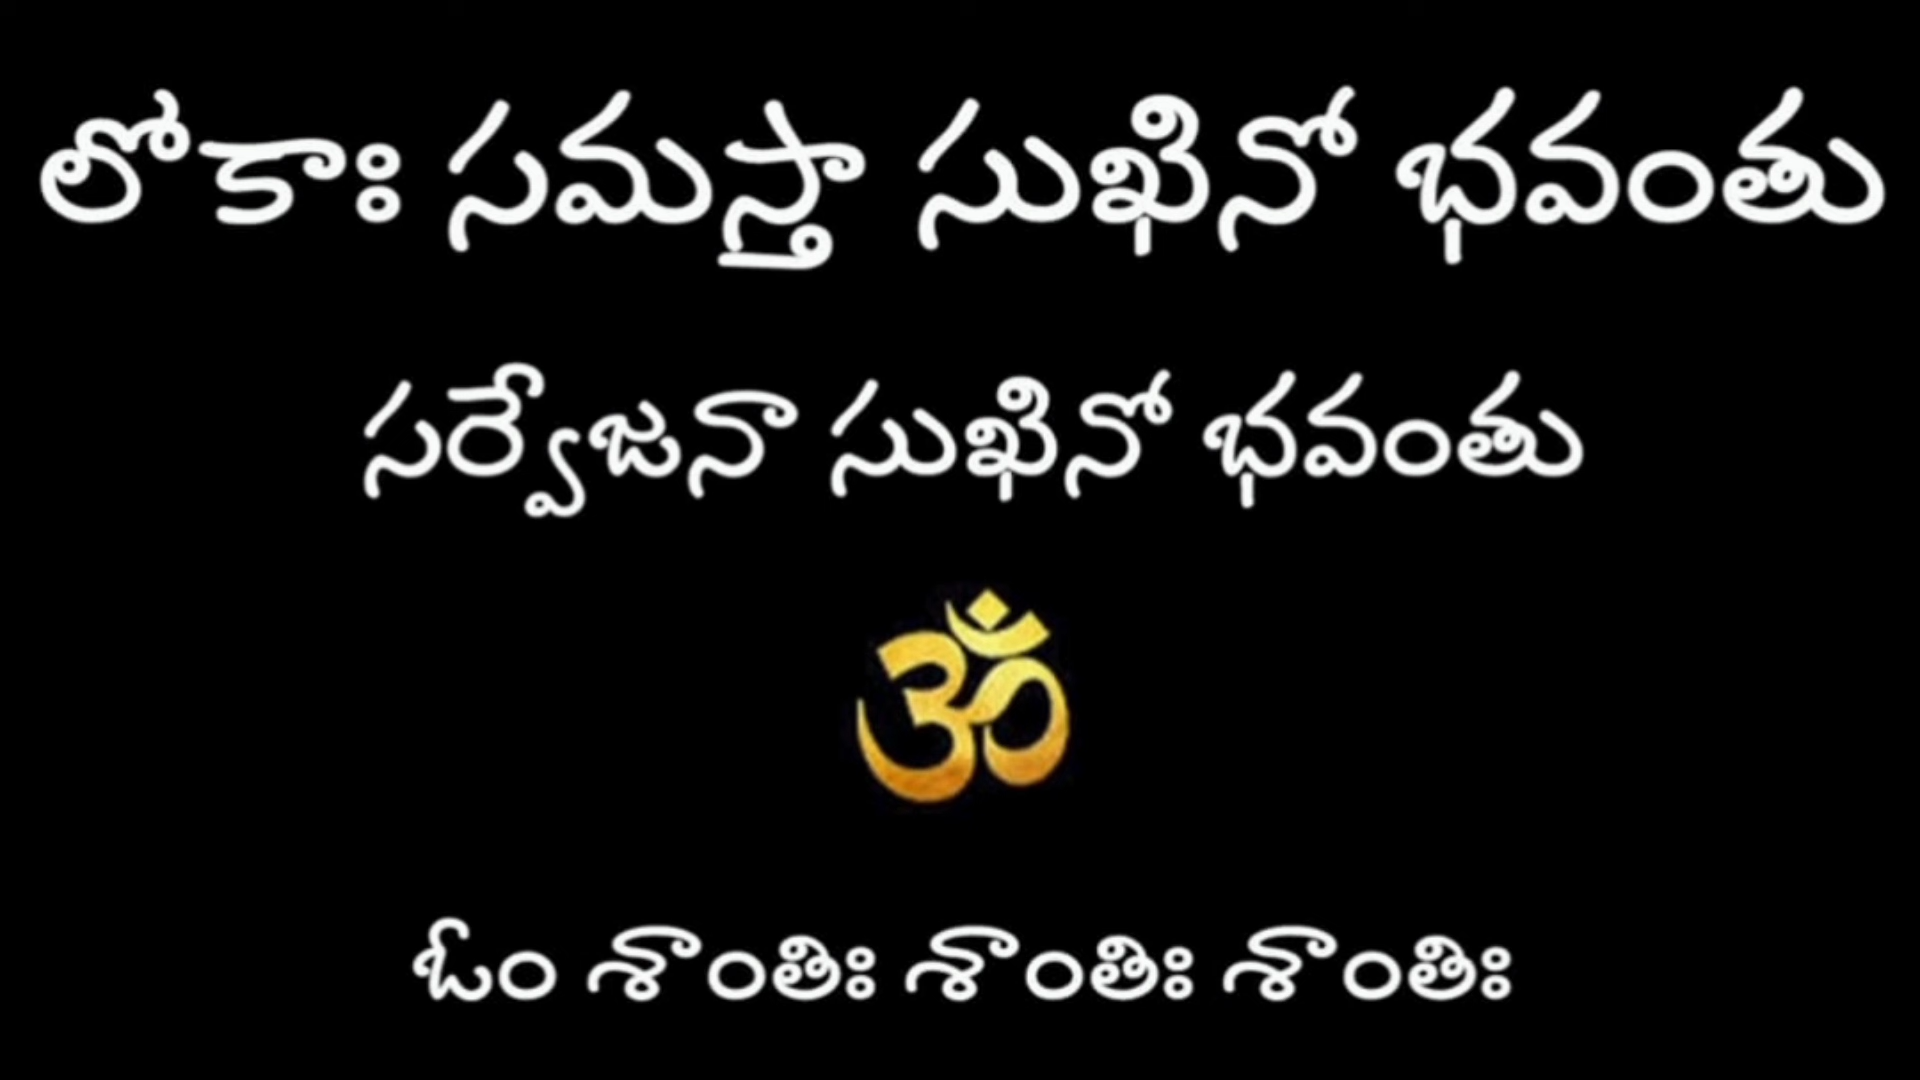 లోకాః సమస్తా సుఖినో భవంతు
సర్వేజనా సుఖినో భవంతు
ॐ
ఓం శాంతిః శాంతిః శాంతిః